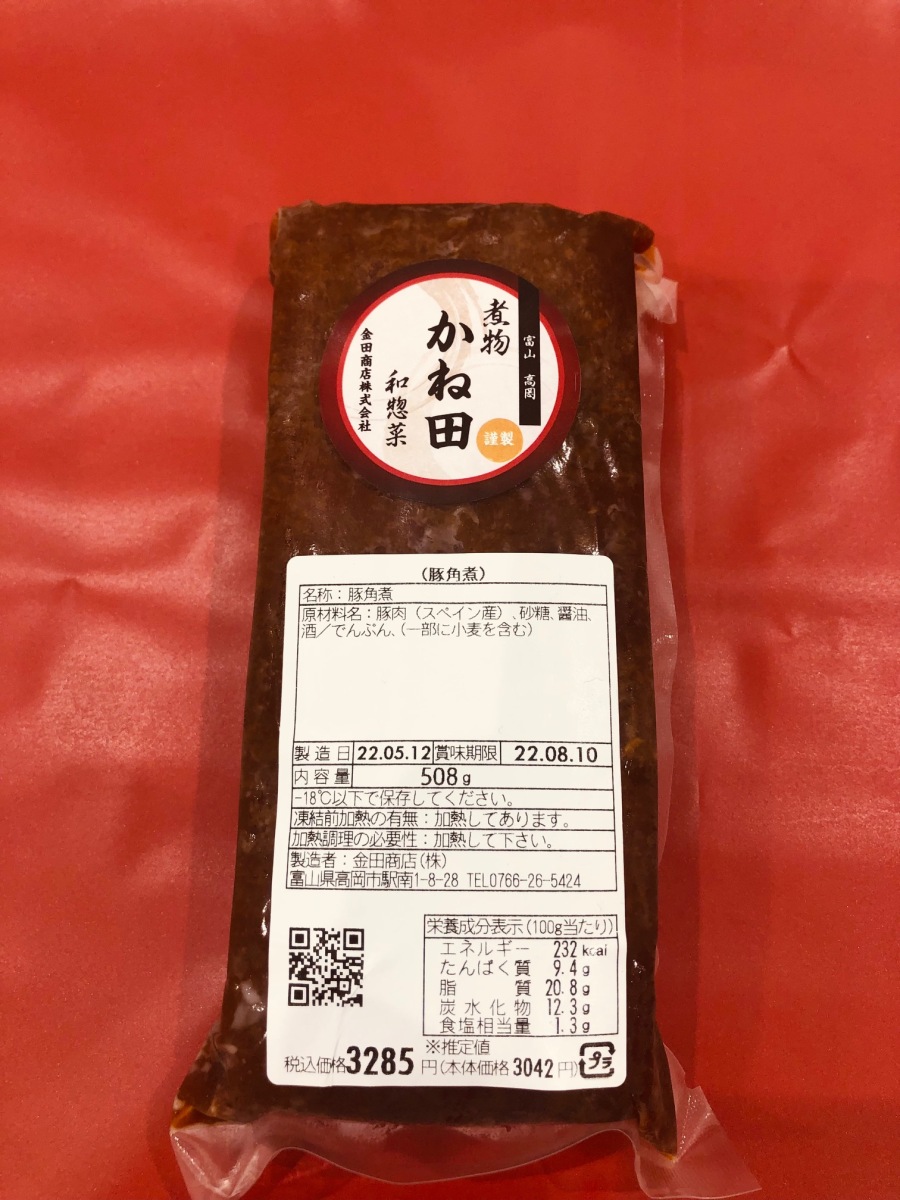 富山 高岡
煮物
かね田
謹製
和惣菜
金田商店株式会社
(豚角煮)
名称：豚角煮
原材料名：豚肉（スペイン産）、砂糖、醤油、
酒／でんぷん、(一部に小麦を含む)
製造日 22.05.12 賞味期限 22.08.10
内容量 508g
-18℃以下で保存してください。
凍結前加熱の有無：加熱してあります。
加熱調理の必要性：加熱して下さい。
製造者：金田商店(株)
富山県高岡市駅南1-8-28 TEL0766-26-5424
栄養成分表示(100g当たり)
エネルギー 232kcal
たんぱく質 9.4g
脂質 20.8g
炭水化物 12.3g
食塩相当量 1.3g
※推定値
税込価格3285円(本体価格3042円)
プラ